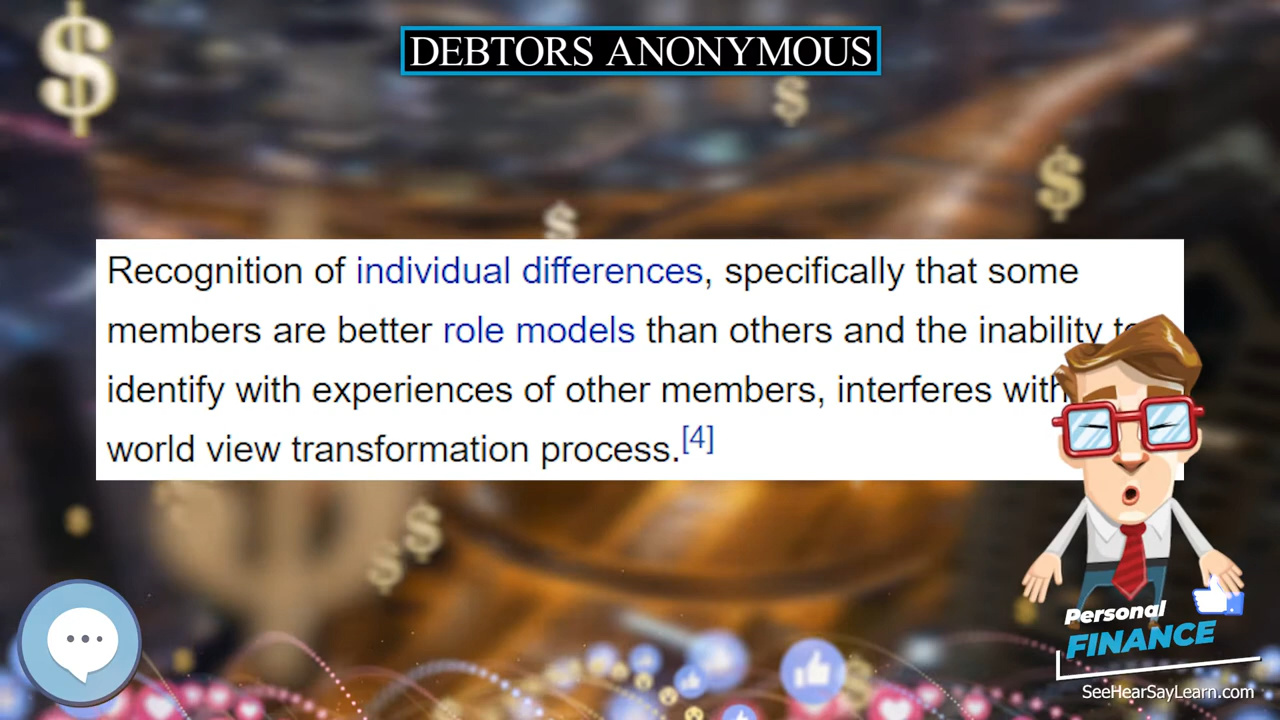 DEBTORS ANONYMOUS
Recognition of individual differences, specifically that some
members are better role models than others and the inability
identify with experiences of other members, interferes with
world view transformation process.[4]
Personal
FINANCE
SeeHearSayLearn.com